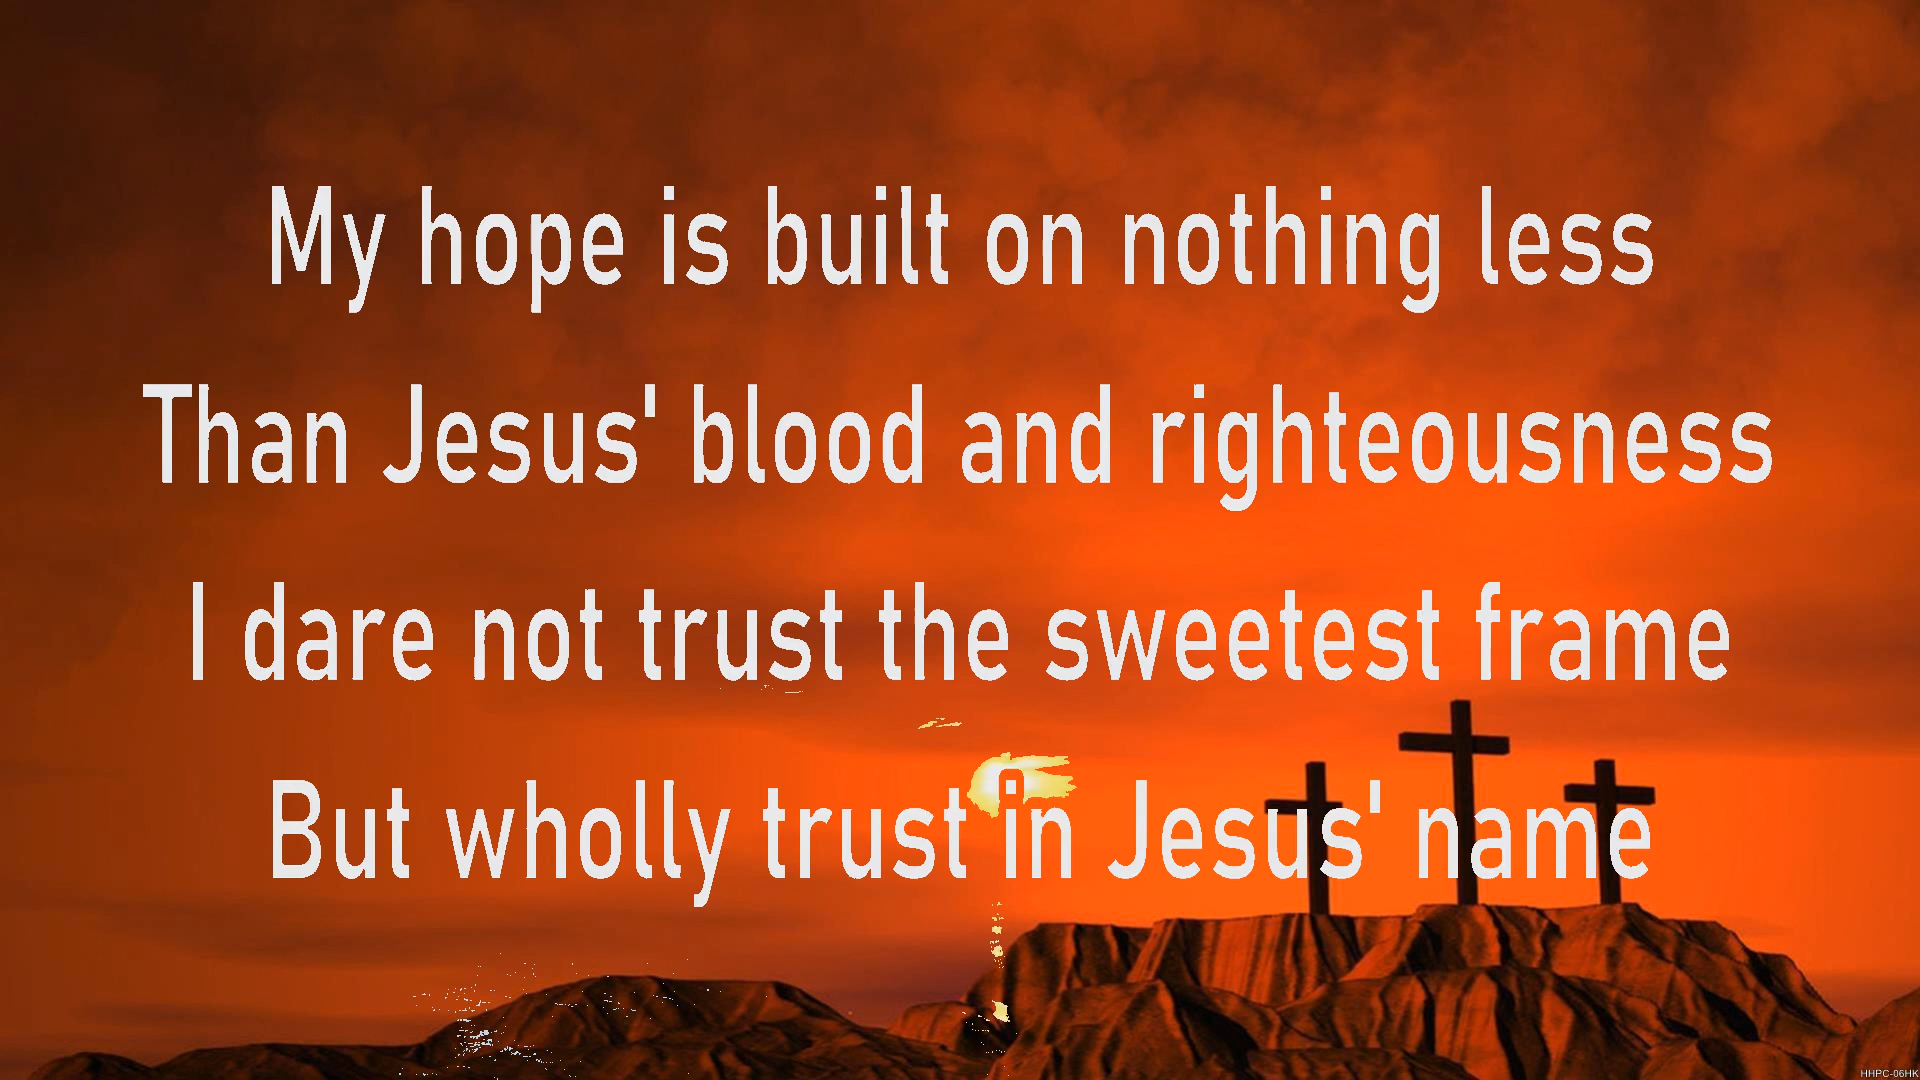 My hope is built on nothing less
Than Jesus' blood and righteousness
I dare not trust the sweetest frame
But wholly trust in Jesus' name
HHPC-06HK